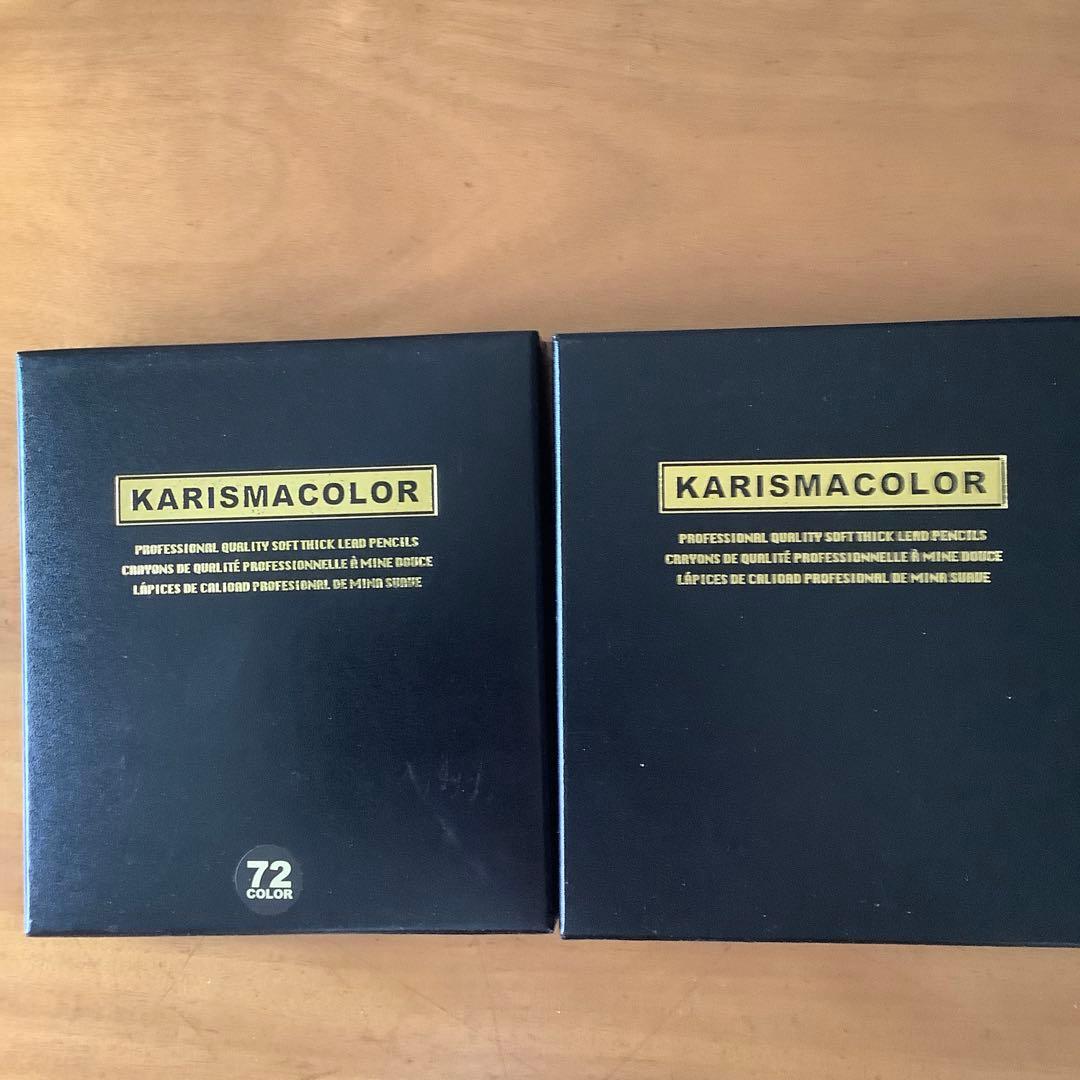 KARISMACOLOR
PROFESSIONAL QUALITY SOFT THICK LEAD PENCILS
CRAYONS DE QUALITÉ PROFESSIONNELLE À MINE DOUCE
LÁPICES DE CALIDAD PROFESIONAL DE MINA SUAVE
72
COLOR
KARISMACOLOR
PROFESSIONAL QUALITY SOFT THICK LEAD PENCILS
CRAYONS DE QUALITÉ PROFESSIONNELLE À MINE DOUCE
LÁPICES DE CALIDAD PROFESIONAL DE MINA SUAVE